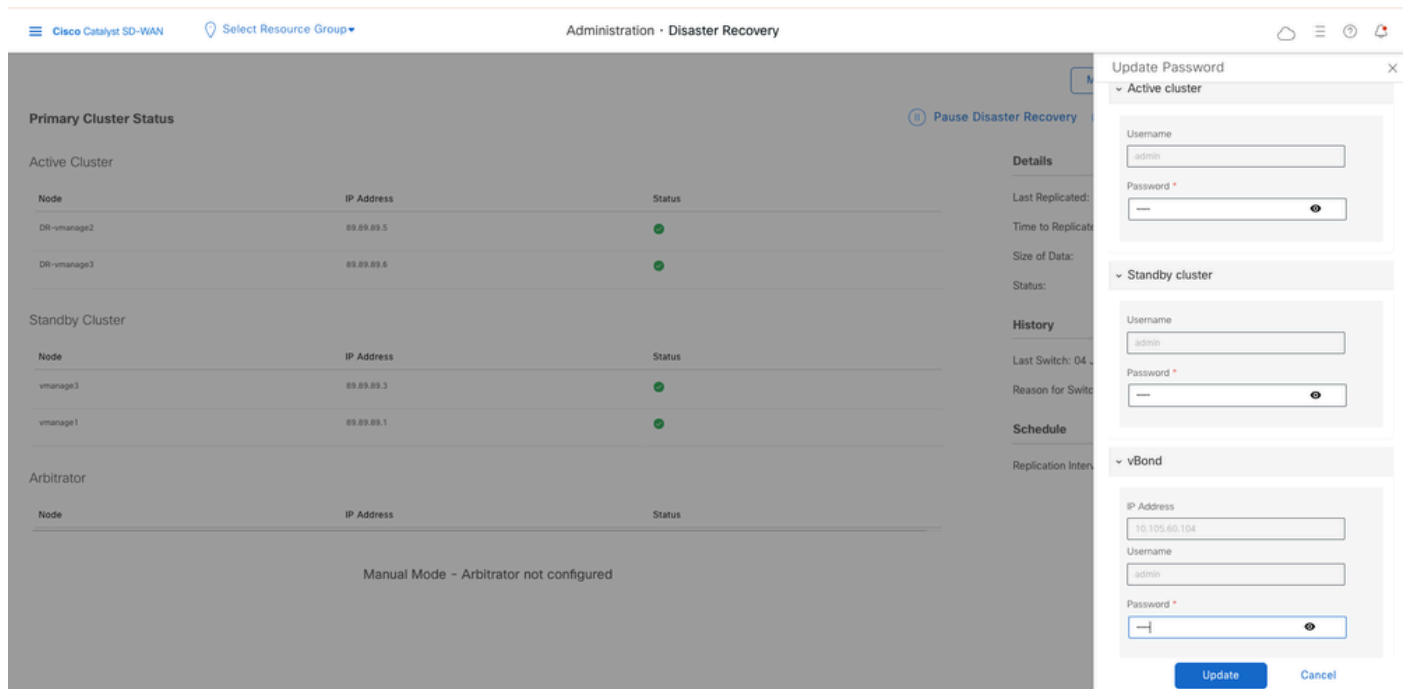 Cisco Catalyst SD-WAN
Select Resource Group
Administration · Disaster Recovery
M
Primary Cluster Status
Pause Disaster Recovery
Active Cluster
Node IP Address Status
DR-vmanage2 89.89.89.5
DR-vmanage3 89.89.89.6
Standby Cluster
Node IP Address Status
vmanage3 89.89.89.3
vmanage1 89.89.89.1
Arbitrator
Node IP Address Status
Manual Mode - Arbitrator not configured
Details
Last Replicated:
Time to Replicate
Size of Data:
Status:
History
Last Switch: 04
Reason for Switc
Schedule
Replication Interv
Update Password
Active cluster
Username
admin
Password *
Standby cluster
Username
admin
Password *
vBond
IP Address
10.105.60.104
Username
admin
Password *
Update Cancel